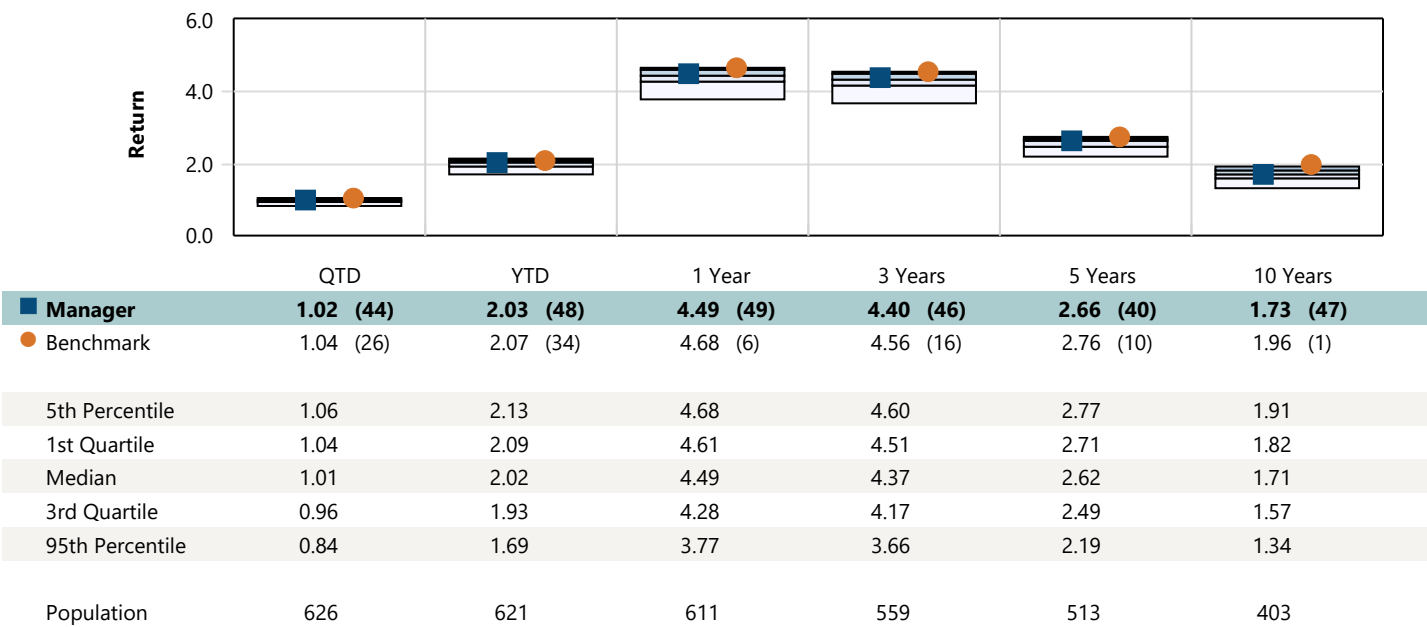 6.0
4.0
2.0
0.0
Return
QTD YTD 1 Year 3 Years 5 Years 10 Years
Manager 1.02 (44) 2.03 (48) 4.49 (49) 4.40 (46) 2.66 (40) 1.73 (47)
Benchmark 1.04 (26) 2.07 (34) 4.68 (6) 4.56 (16) 2.76 (10) 1.96 (1)
5th Percentile 1.06 2.13 4.68 4.60 2.77 1.91
1st Quartile 1.04 2.09 4.61 4.51 2.71 1.82
Median 1.01 2.02 4.49 4.37 2.62 1.71
3rd Quartile 0.96 1.93 4.28 4.17 2.49 1.57
95th Percentile 0.84 1.69 3.77 3.66 2.19 1.34
Population 626 621 611 559 513 403